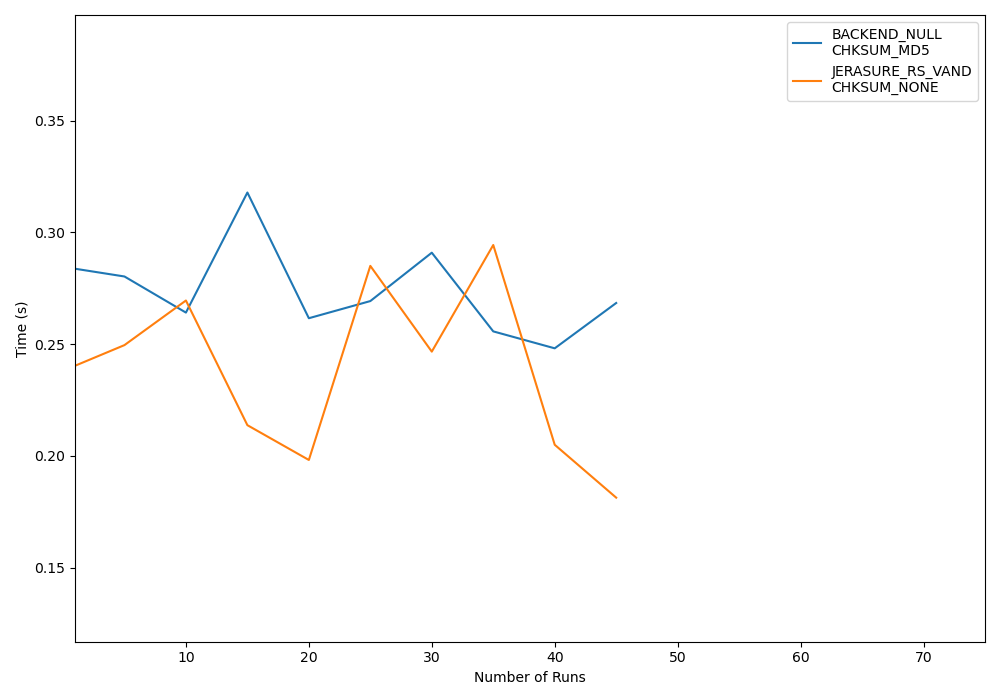 BACKEND_NULL
CHKSUM_MD5
JERASURE_RS_VAND
CHKSUM_NONE
0.35
0.30
0.25
0.20
0.15
Time (s)
10 20 30 40 50 60 70
Number of Runs